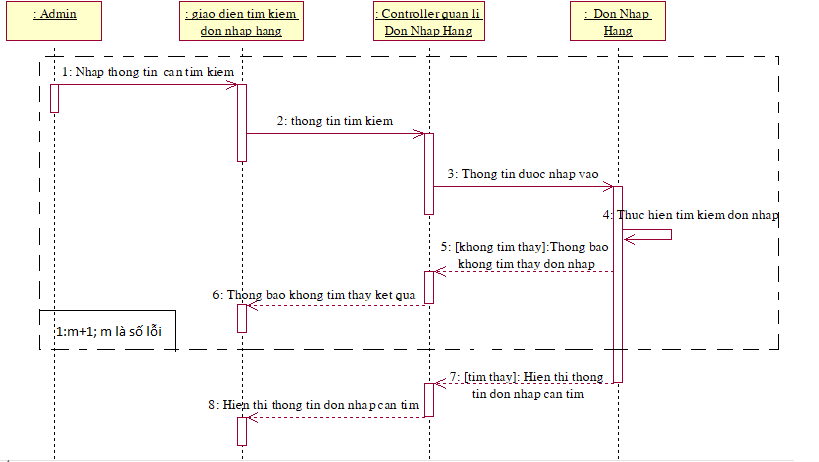 : Admin
: giao dien tim kiem
don nhap hang
: Controller quan li
Don Nhap Hang
: Don Nhap
Hang
1: Nhap thong tin can tim kiem
2: thong tin tim kiem
3: Thong tin duoc nhap vao
4: Thuc hien tim kiem don nhap
5: [khong tim thay]:Thong bao
khong tim thay don nhap
6: Thong bao khong tim thay ket qua
1:m+1; m là số lỗi
7: [tim thay]: Hien thi thong
tin don nhap can tim
8: Hien thi thong tin don nhap can tim